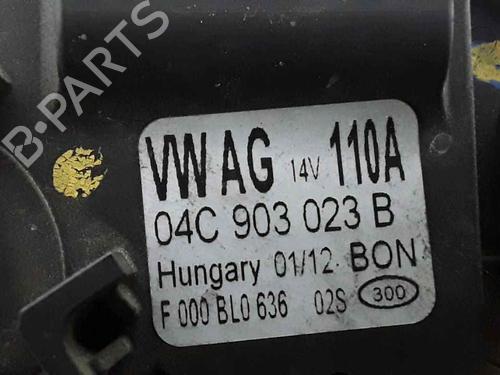 B-PARTS
VW AG 14V 110A
04C 903 023 B
Hungary 01/12 BON
F 000 BL0 636 02S 300